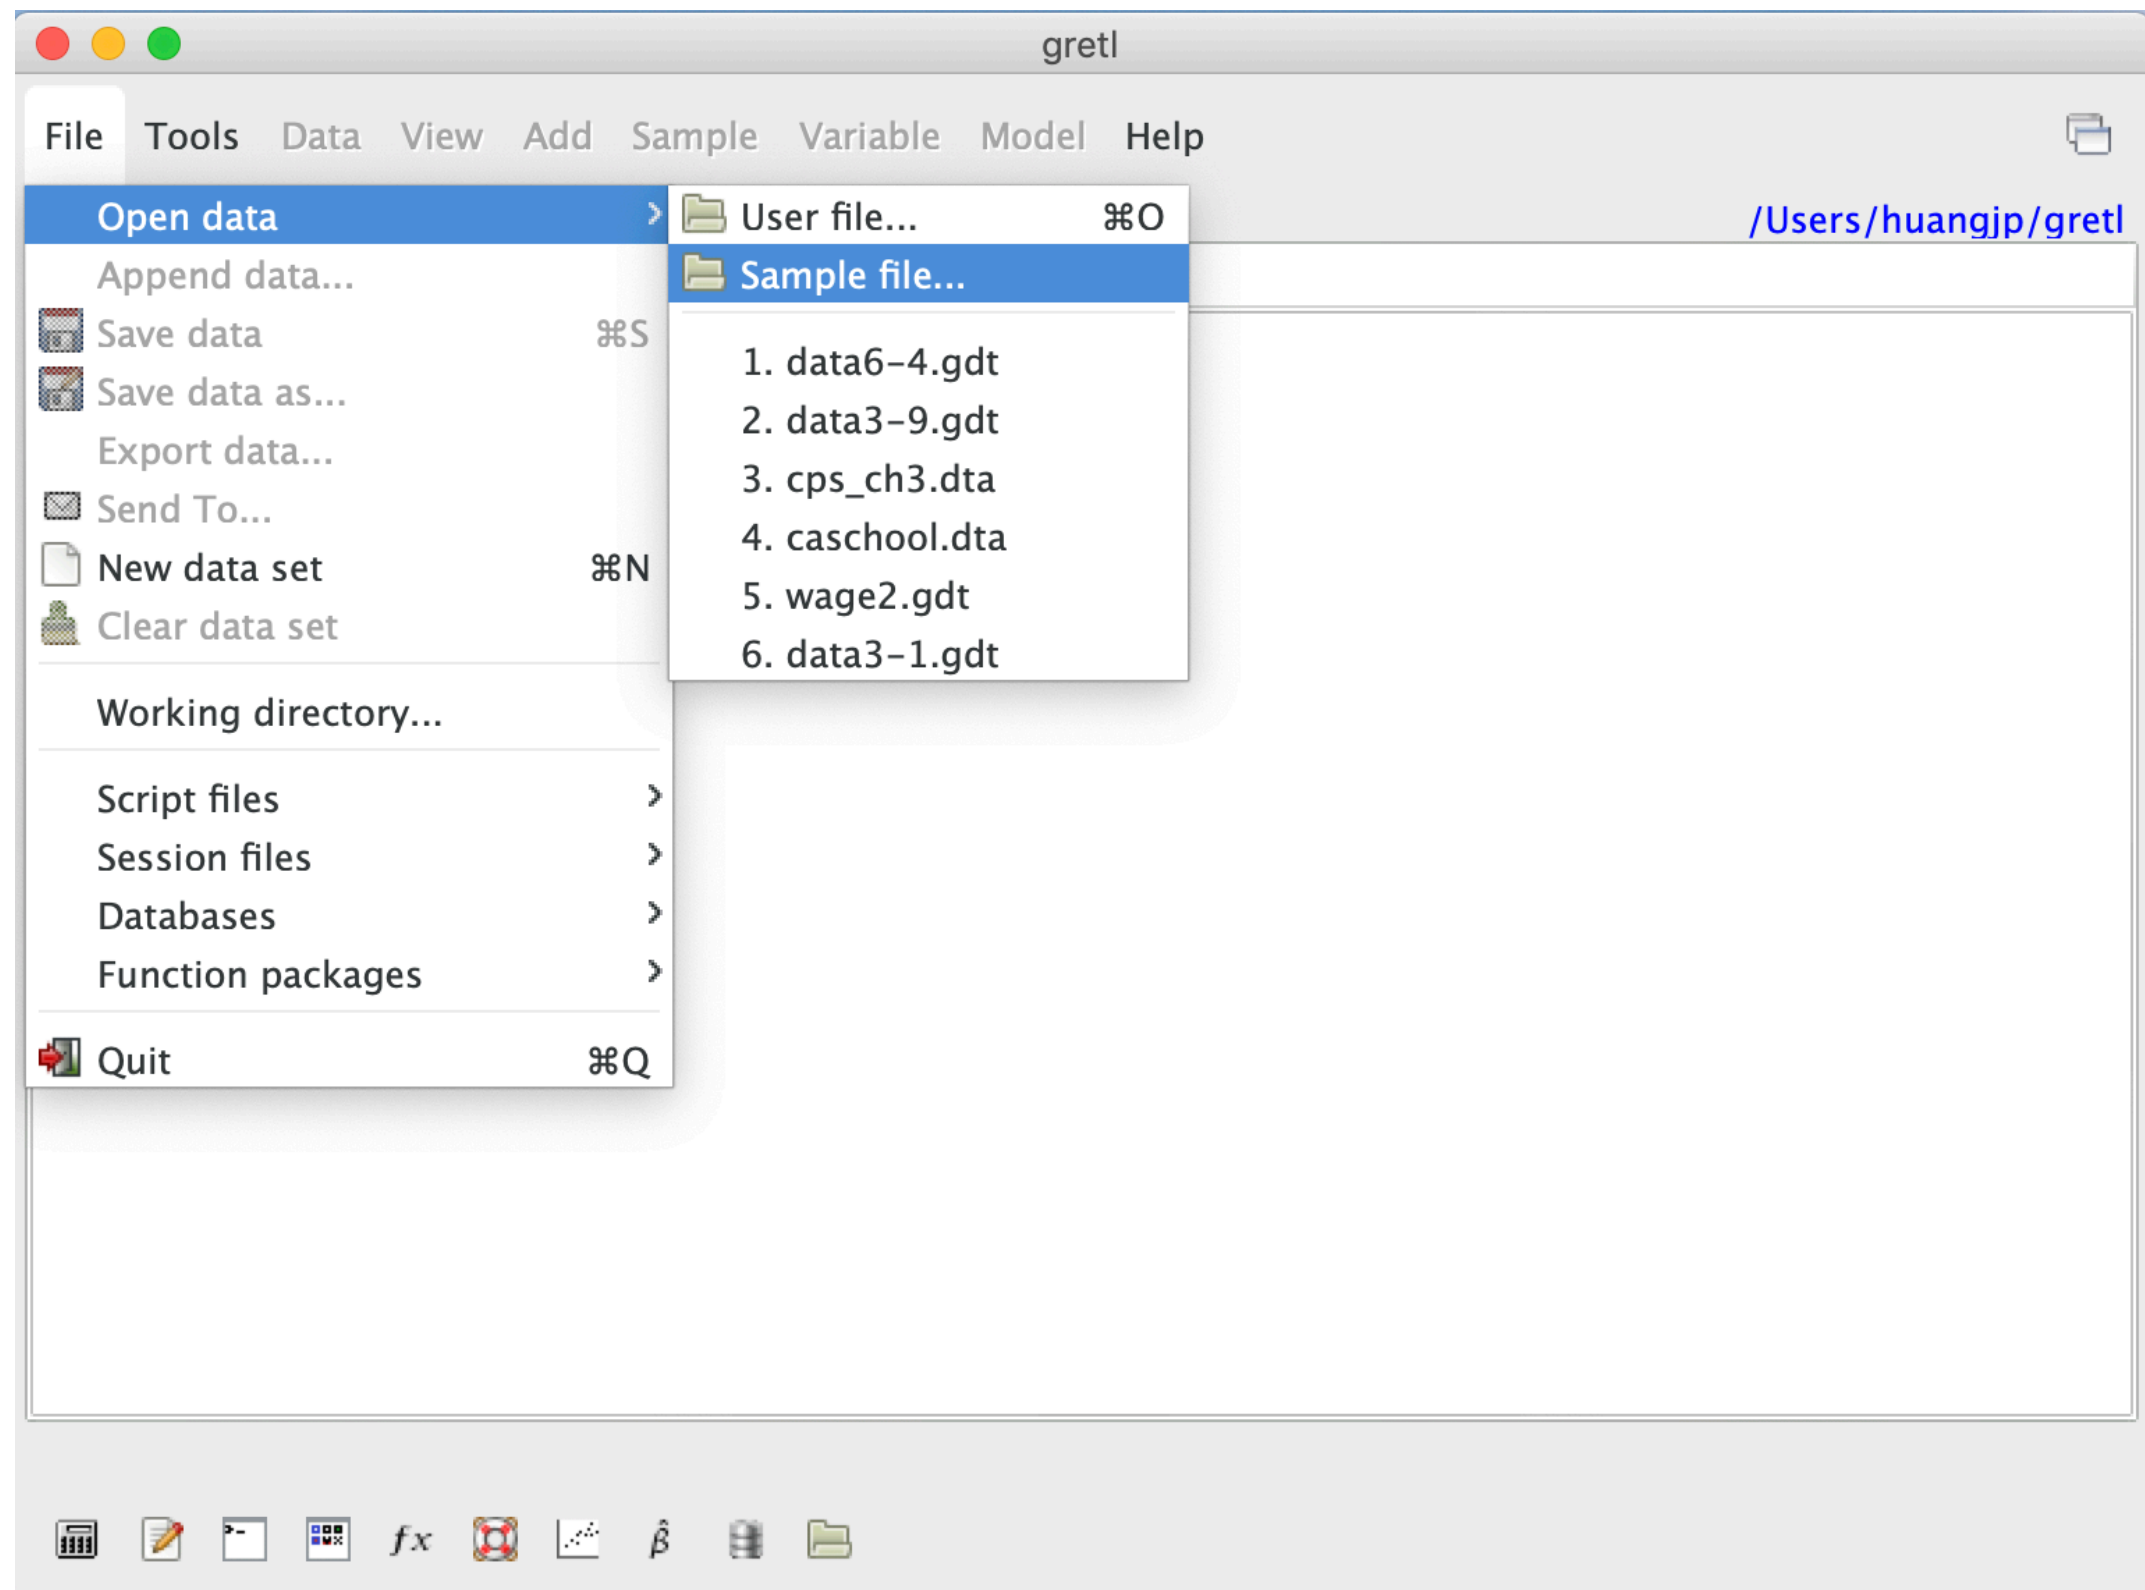 gretl
File Tools Data View Add Sample Variable Model Help
/Users/huangjp/gretl
Open data
Append data...
Save data ⌘S
Save data as...
Export data...
Send To...
New data set ⌘N
Clear data set
Working directory...
Script files
Session files
Databases
Function packages
Quit ⌘Q
User file... ⌘O
Sample file...
1. data6-4.gdt
2. data3-9.gdt
3. cps_ch3.dta
4. caschool.dta
5. wage2.gdt
6. data3-1.gdt
fx β̂